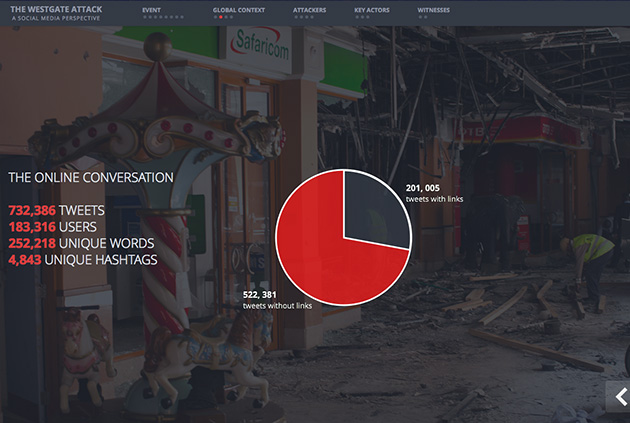 THE WESTGATE ATTACK
A SOCIAL MEDIA PERSPECTIVE
EVENT
GLOBAL CONTEXT
ATTACKERS
KEY ACTORS
WITNESSES
Safaricom
THE ONLINE CONVERSATION
732,386 TWEETS
183,316 USERS
252,218 UNIQUE WORDS
4,843 UNIQUE HASHTAGS
201, 005
tweets with links
522, 381
tweets without links